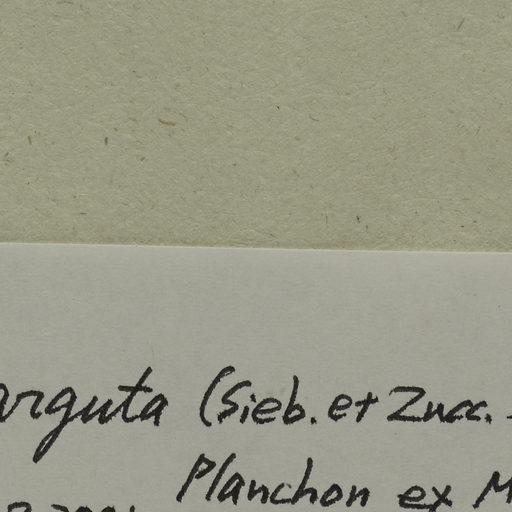 arguta (Sieb. et Zucc.
Planchon ex M